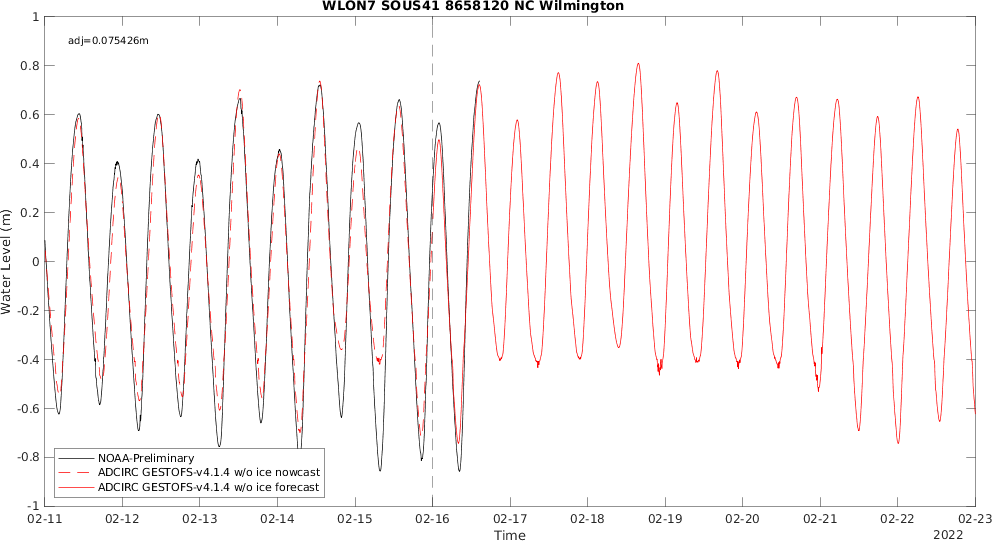 WLON7 SOUS41 8658120 NC Wilmington
adj=0.075426m
1
0.8
0.6
0.4
0.2
0
-0.2
-0.4
-0.6
-0.8
-1
Water Level (m)
NOAA-Preliminary
ADCIRC GESTOFS-v4.1.4 w/o ice nowcast
ADCIRC GESTOFS-v4.1.4 w/o ice forecast
02-11 02-12 02-13 02-14 02-15 02-16 02-17 02-18 02-19 02-20 02-21 02-22 02-23
Time
2022